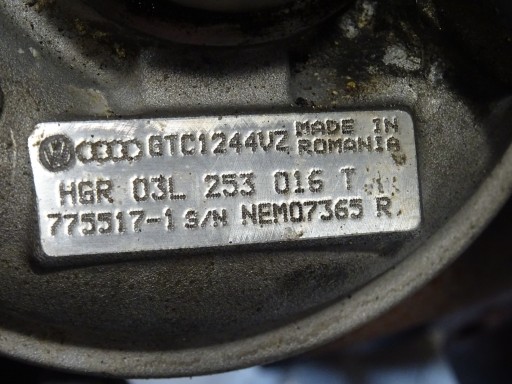 GTC1244VZ MADE IN ROMANIA
HGR 03L 253 016 T
775517-1 S/N NEM07365 R